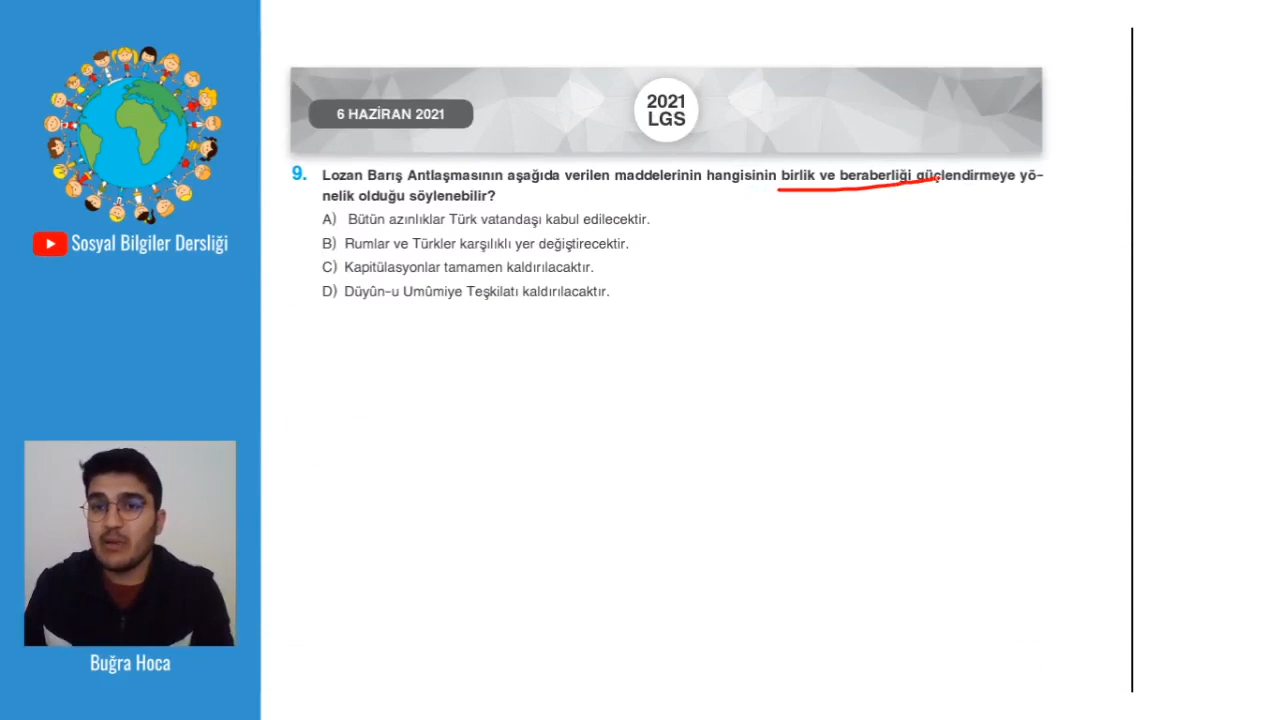 6 HAZİRAN 2021
2021
LGS
9. Lozan Barış Antlaşmasının aşağıda verilen maddelerinin hangisinin birlik ve beraberliği güçlendirmeye yö-
nelik olduğu söylenebilir?
A) Bütün azınlıklar Türk vatandaşı kabul edilecektir.
B) Rumlar ve Türkler karşılıklı yer değiştirecektir.
C) Kapitülasyonlar tamamen kaldırılacaktır.
D) Düyûn-u Umûmiye Teşkilatı kaldırılacaktır.
Sosyal Bilgiler Dersliği
Buğra Hoca